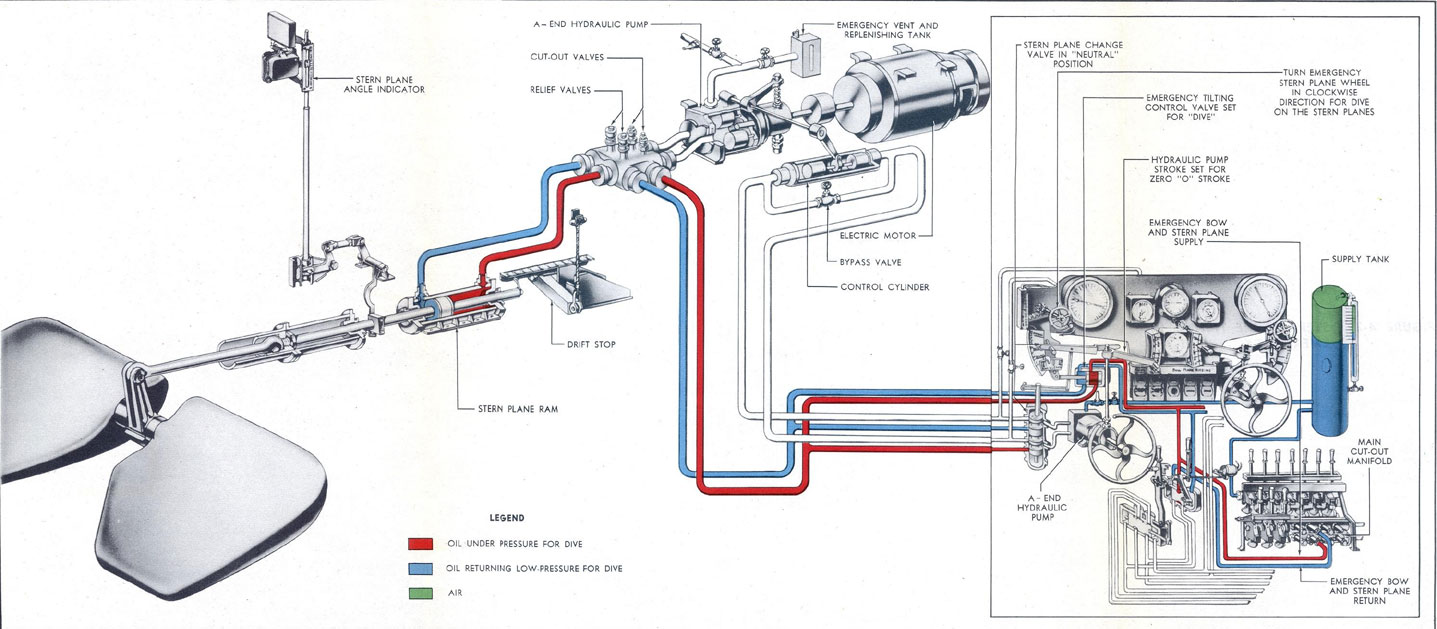 A-END HYDRAULIC PUMP
EMERGENCY VENT AND
REPLENISHING TANK
STERN PLANE
ANGLE INDICATOR
CUT-OUT VALVES
RELIEF VALVES
STERN PLANE CHANGE
VALVE IN "NEUTRAL"
POSITION
TURN EMERGENCY
STERN PLANE WHEEL
IN CLOCKWISE
DIRECTION FOR DIVE
ON THE STERN PLANES
EMERGENCY TILTING
CONTROL VALVE SET
FOR "DIVE"
HYDRAULIC PUMP
STROKE SET FOR
ZERO "O" STROKE
EMERGENCY BOW
AND STERN PLANE
SUPPLY
ELECTRIC MOTOR
BYPASS VALVE
CONTROL CYLINDER
SUPPLY TANK
DRIFT STOP
STERN PLANE RAM
MAIN
CUT-OUT
MANIFOLD
A-END
HYDRAULIC
PUMP
LEGEND
OIL UNDER PRESSURE FOR DIVE
OIL RETURNING LOW-PRESSURE FOR DIVE
AIR
EMERGENCY BOW
AND STERN PLANE
RETURN